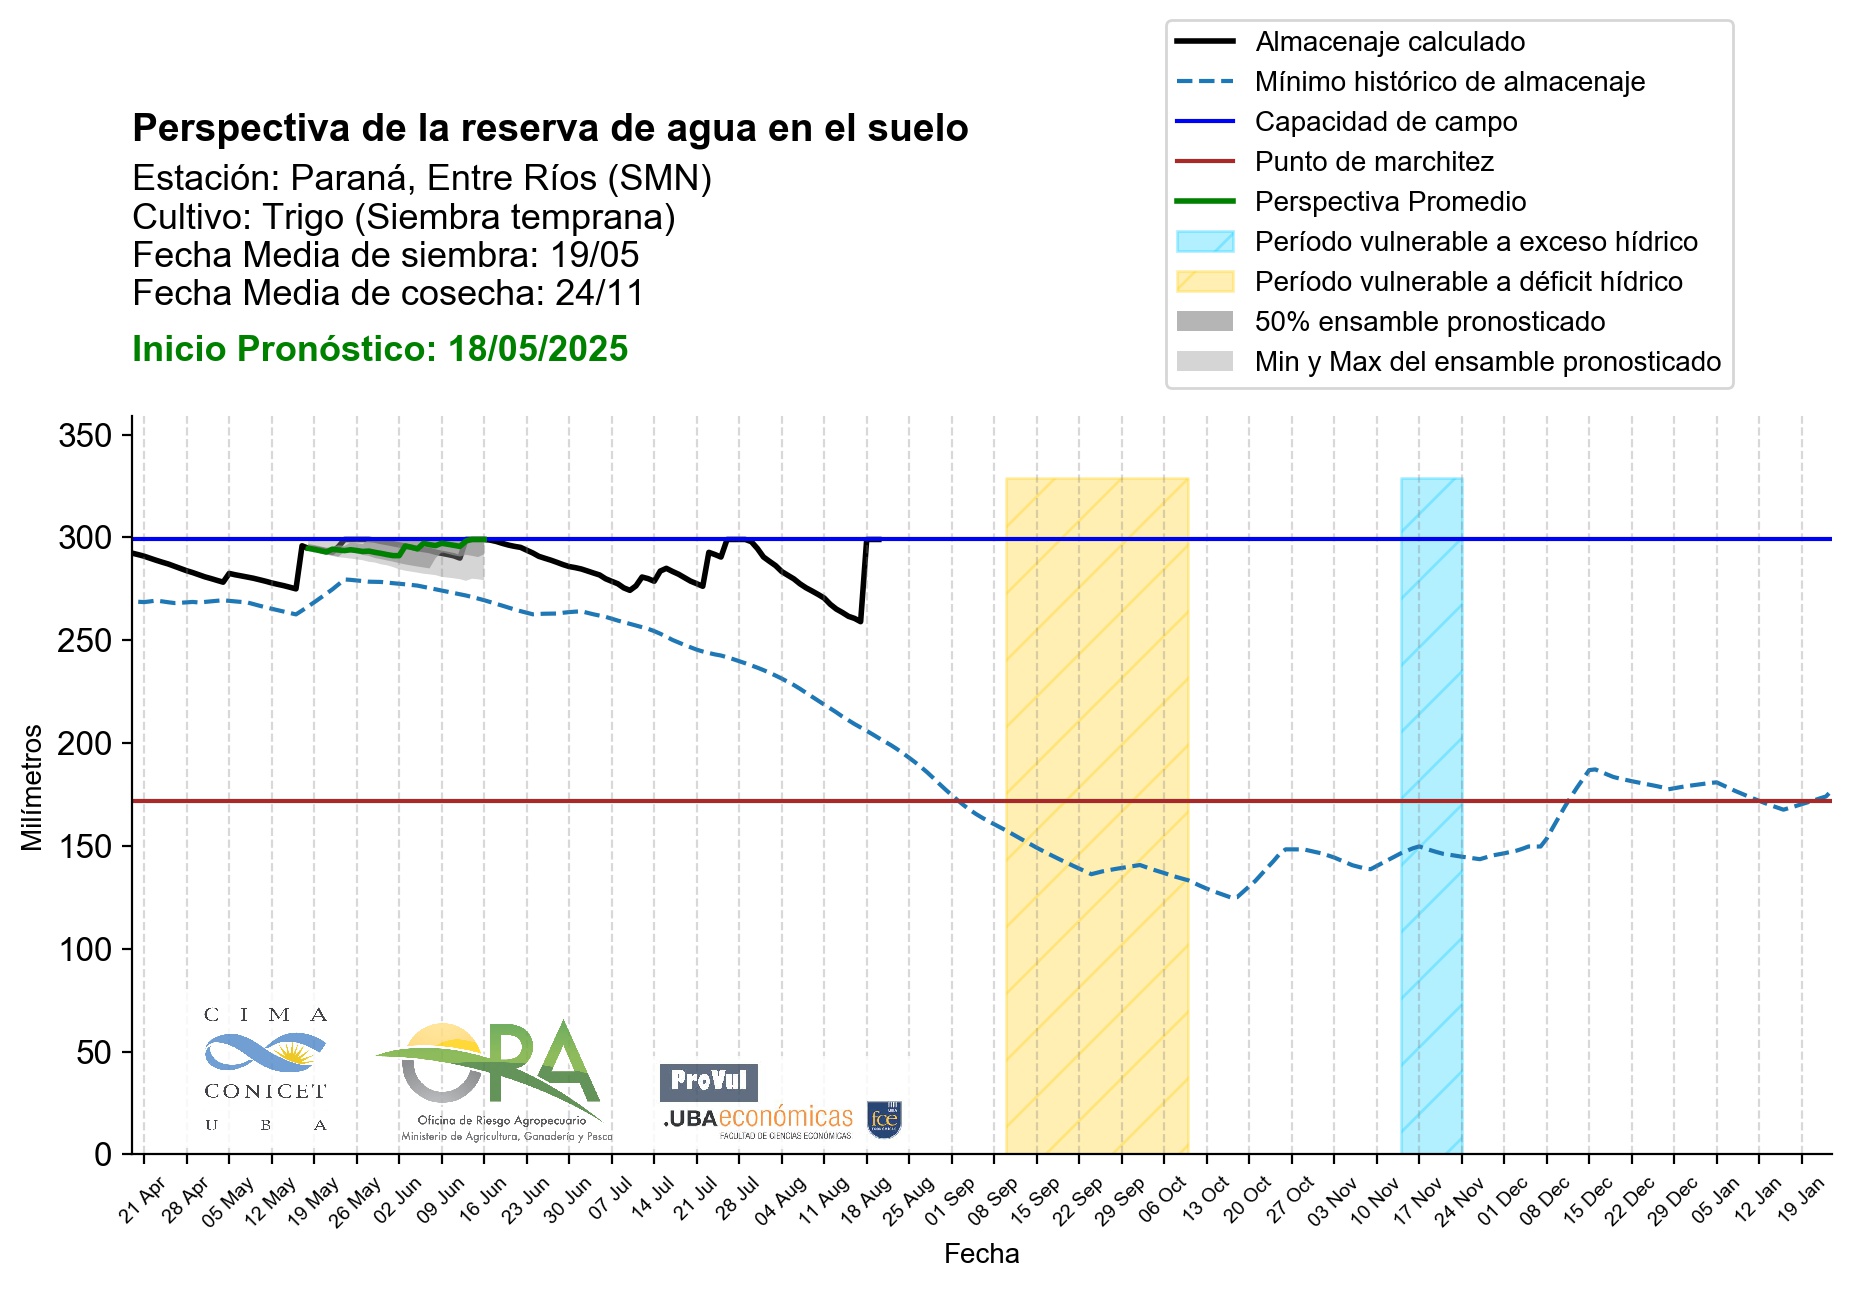 Almacenaje calculado
Mínimo histórico de almacenaje
Capacidad de campo
Punto de marchitez
Perspectiva Promedio
Período vulnerable a exceso hídrico
Período vulnerable a déficit hídrico
50% ensamble pronosticado
Min y Max del ensamble pronosticado
Perspectiva de la reserva de agua en el suelo
Estación: Paraná, Entre Ríos (SMN)
Cultivo: Trigo (Siembra temprana)
Fecha Media de siembra: 19/05
Fecha Media de cosecha: 24/11
Inicio Pronóstico: 18/05/2025
350
300
250
200
150
100
50
0
Milímetros
CIMA
CONICET
UBA
ORA
Oficina de Riesgo Agropecuario
Ministerio de Agricultura, Ganadería y Pesca
ProVul
.UBAeconómicas
FACULTAD DE CIENCIAS ECONÓMICAS
fce
21 Apr
28 Apr
05 May
12 May
19 May
26 May
02 Jun
09 Jun
16 Jun
23 Jun
30 Jun
07 Jul
14 Jul
21 Jul
28 Jul
04 Aug
11 Aug
18 Aug
25 Aug
01 Sep
08 Sep
15 Sep
22 Sep
29 Sep
06 Oct
13 Oct
20 Oct
27 Oct
03 Nov
10 Nov
17 Nov
24 Nov
01 Dec
08 Dec
15 Dec
22 Dec
29 Dec
05 Jan
12 Jan
19 Jan
Fecha